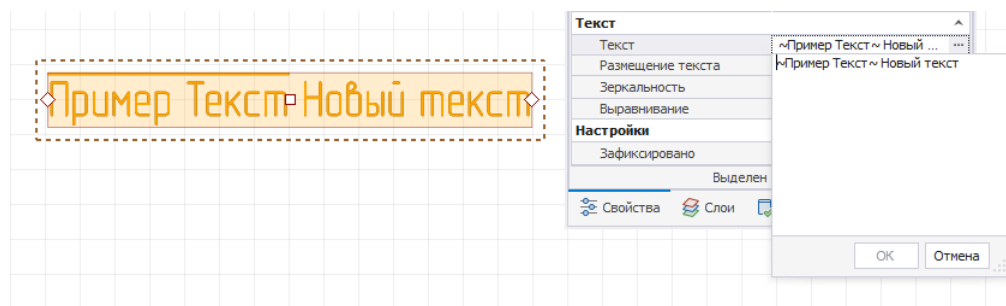 Пример Текст Новый текст
Текст
Текст ~Пример Текст~ Новый ... ...
Размещение текста
~Пример Текст~ Новый текст
Зеркальность
Выравнивание
Настройки
Зафиксировано
Выделен
Свойства Слои
ОК Отмена